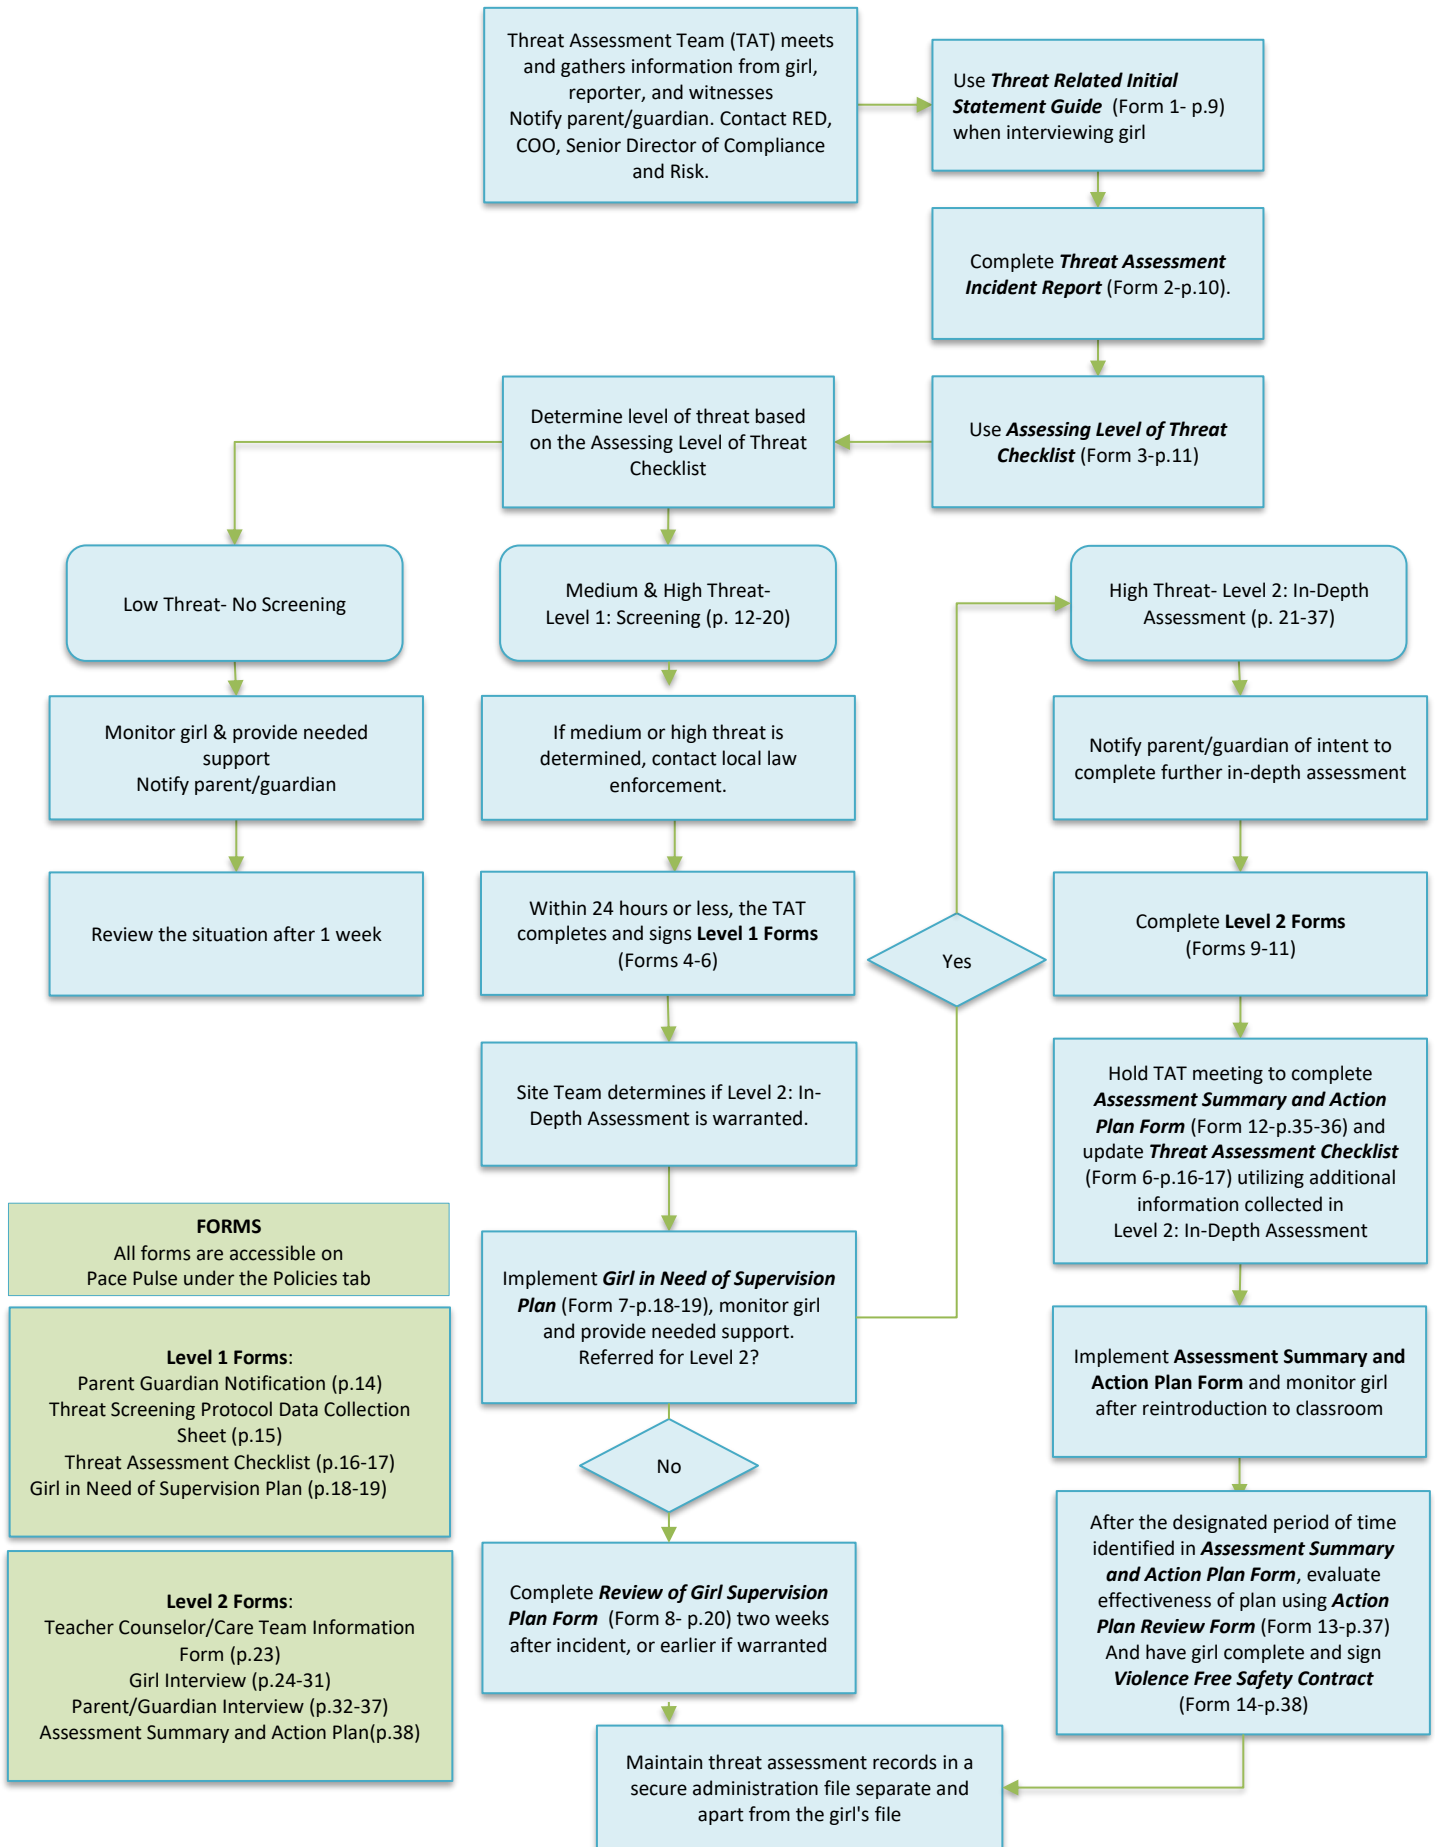 Threat Assessment Team (TAT) meets
and gathers information from girl,
reporter, and witnesses
Notify parent/guardian. Contact RED,
COO, Senior Director of Compliance
and Risk.
Use Threat Related Initial
Statement Guide (Form 1- p.9)
when interviewing girl
Complete Threat Assessment
Incident Report (Form 2-p.10).
Use Assessing Level of Threat
Checklist (Form 3-p.11)
Determine level of threat based
on the Assessing Level of Threat
Checklist
Low Threat- No Screening
Monitor girl & provide needed
support
Notify parent/guardian
Review the situation after 1 week
Medium & High Threat-
Level 1: Screening (p. 12-20)
If medium or high threat is
determined, contact local law
enforcement.
Within 24 hours or less, the TAT
completes and signs Level 1 Forms
(Forms 4-6)
Site Team determines if Level 2: In-
Depth Assessment is warranted.
Implement Girl in Need of Supervision
Plan (Form 7-p.18-19), monitor girl
and provide needed support.
Referred for Level 2?
No
Complete Review of Girl Supervision
Plan Form (Form 8- p.20) two weeks
after incident, or earlier if warranted
Yes
High Threat- Level 2: In-Depth
Assessment (p. 21-37)
Notify parent/guardian of intent to
complete further in-depth assessment
Complete Level 2 Forms
(Forms 9-11)
Hold TAT meeting to complete
Assessment Summary and Action
Plan Form (Form 12-p.35-36) and
update Threat Assessment Checklist
(Form 6-p.16-17) utilizing additional
information collected in
Level 2: In-Depth Assessment
Implement Assessment Summary and
Action Plan Form and monitor girl
after reintroduction to classroom
After the designated period of time
identified in Assessment Summary
and Action Plan Form, evaluate
effectiveness of plan using Action
Plan Review Form (Form 13-p.37)
And have girl complete and sign
Violence Free Safety Contract
(Form 14-p.38)
Maintain threat assessment records in a
secure administration file separate and
apart from the girl's file
FORMS
All forms are accessible on
Pace Pulse under the Policies tab
Level 1 Forms:
Parent Guardian Notification (p.14)
Threat Screening Protocol Data Collection
Sheet (p.15)
Threat Assessment Checklist (p.16-17)
Girl in Need of Supervision Plan (p.18-19)
Level 2 Forms:
Teacher Counselor/Care Team Information
Form (p.23)
Girl Interview (p.24-31)
Parent/Guardian Interview (p.32-37)
Assessment Summary and Action Plan(p.38)